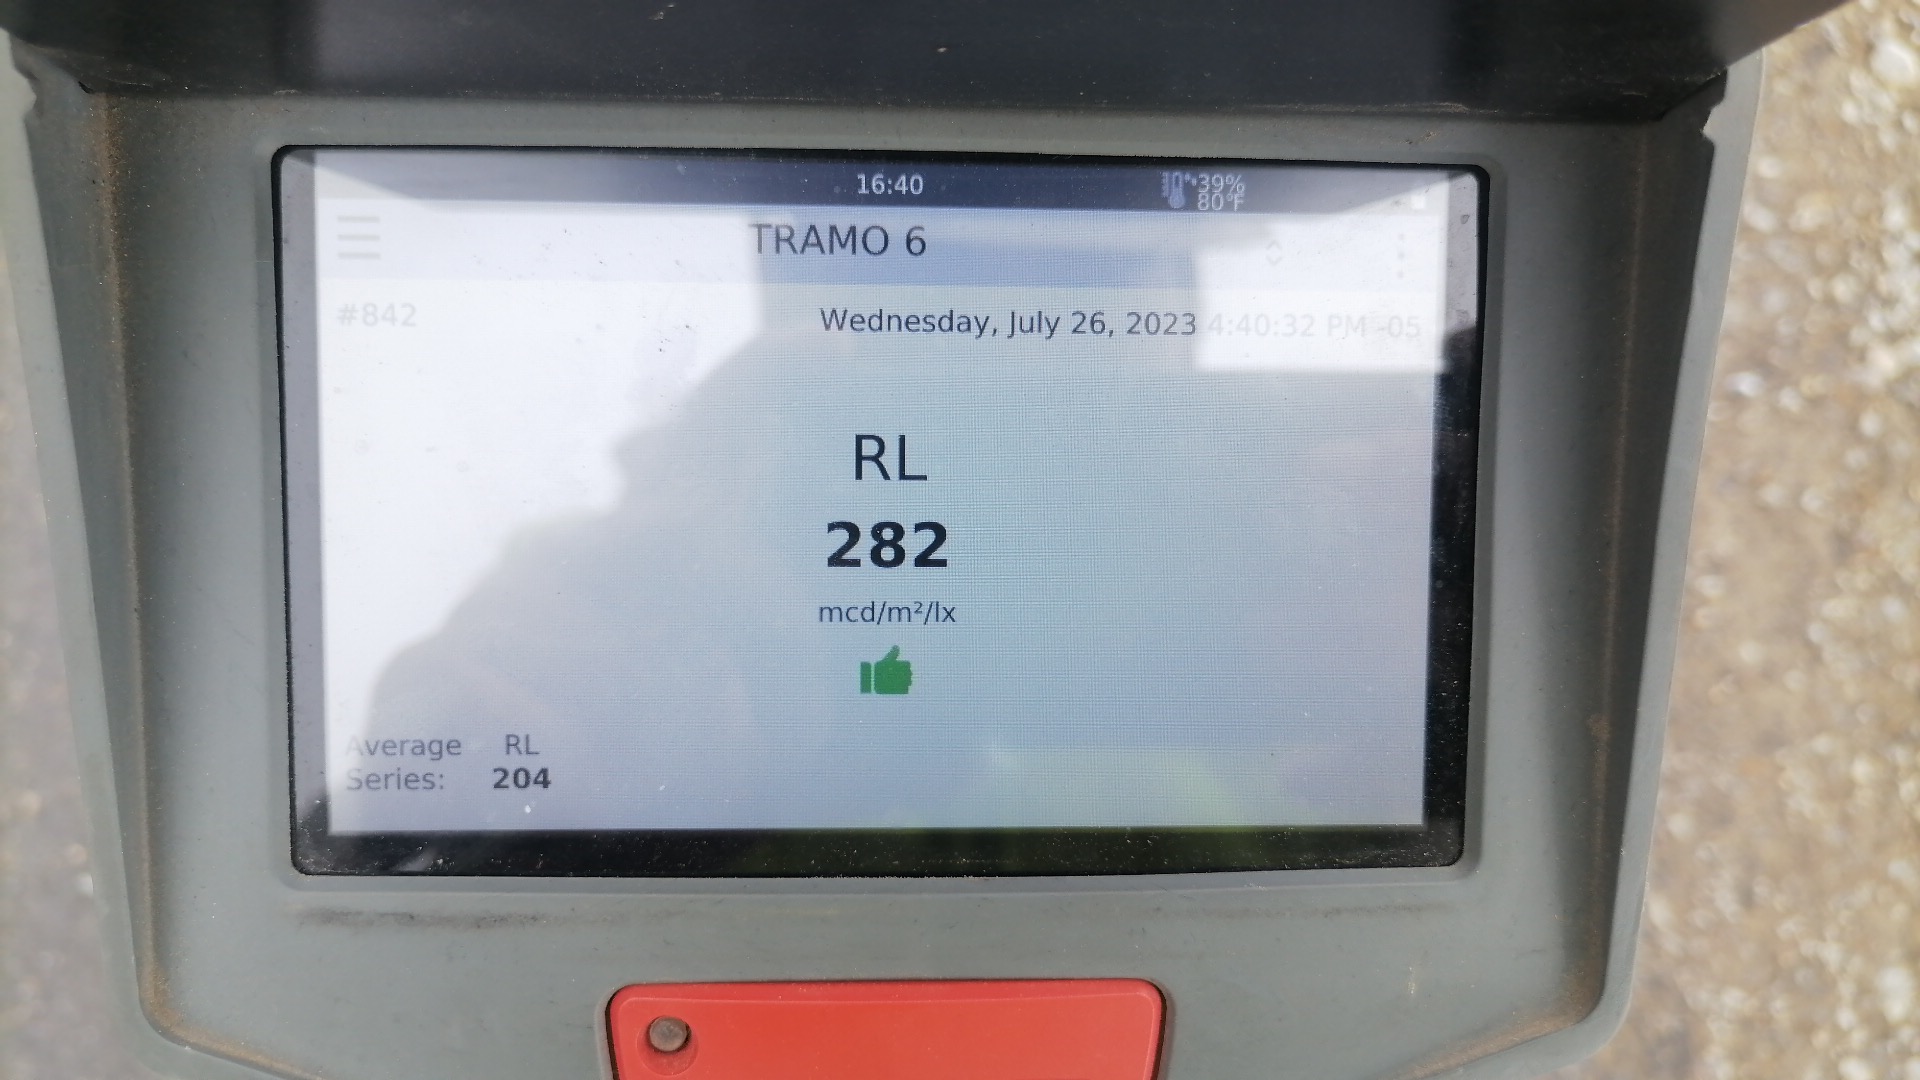 16:40
39%
80°F
TRAMO 6
#842
Wednesday, July 26, 2023 4:40:32 PM -05
RL
282
mcd/m²/lx
Average RL
Series: 204